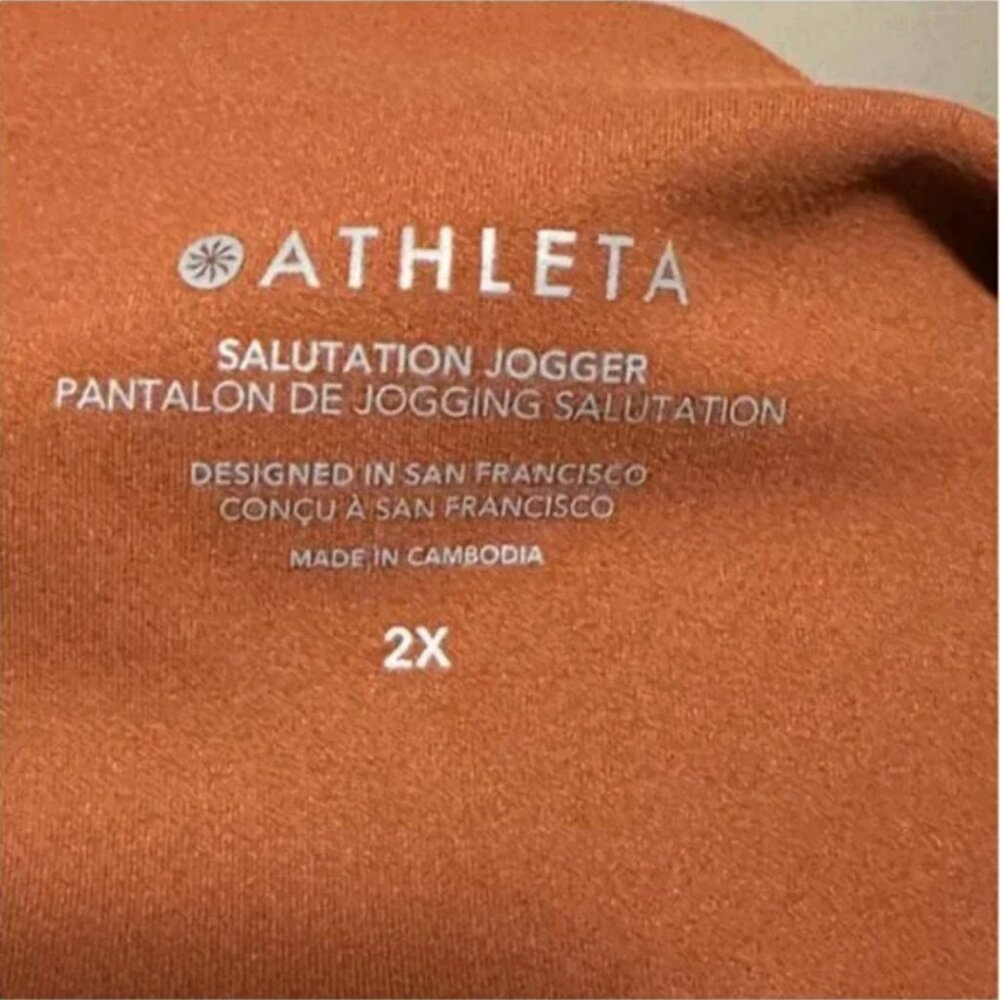 ATHLETA
SALUTATION JOGGER
PANTALON DE JOGGING SALUTATION
DESIGNED IN SAN FRANCISCO
CONÇU À SAN FRANCISCO
MADE IN CAMBODIA
2X